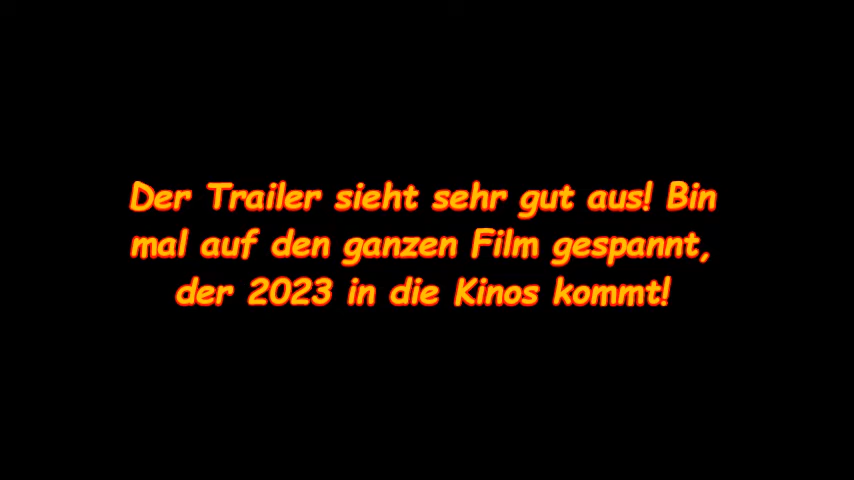 Der Trailer sieht sehr gut aus! Bin
mal auf den ganzen Film gespannt,
der 2023 in die Kinos kommt!